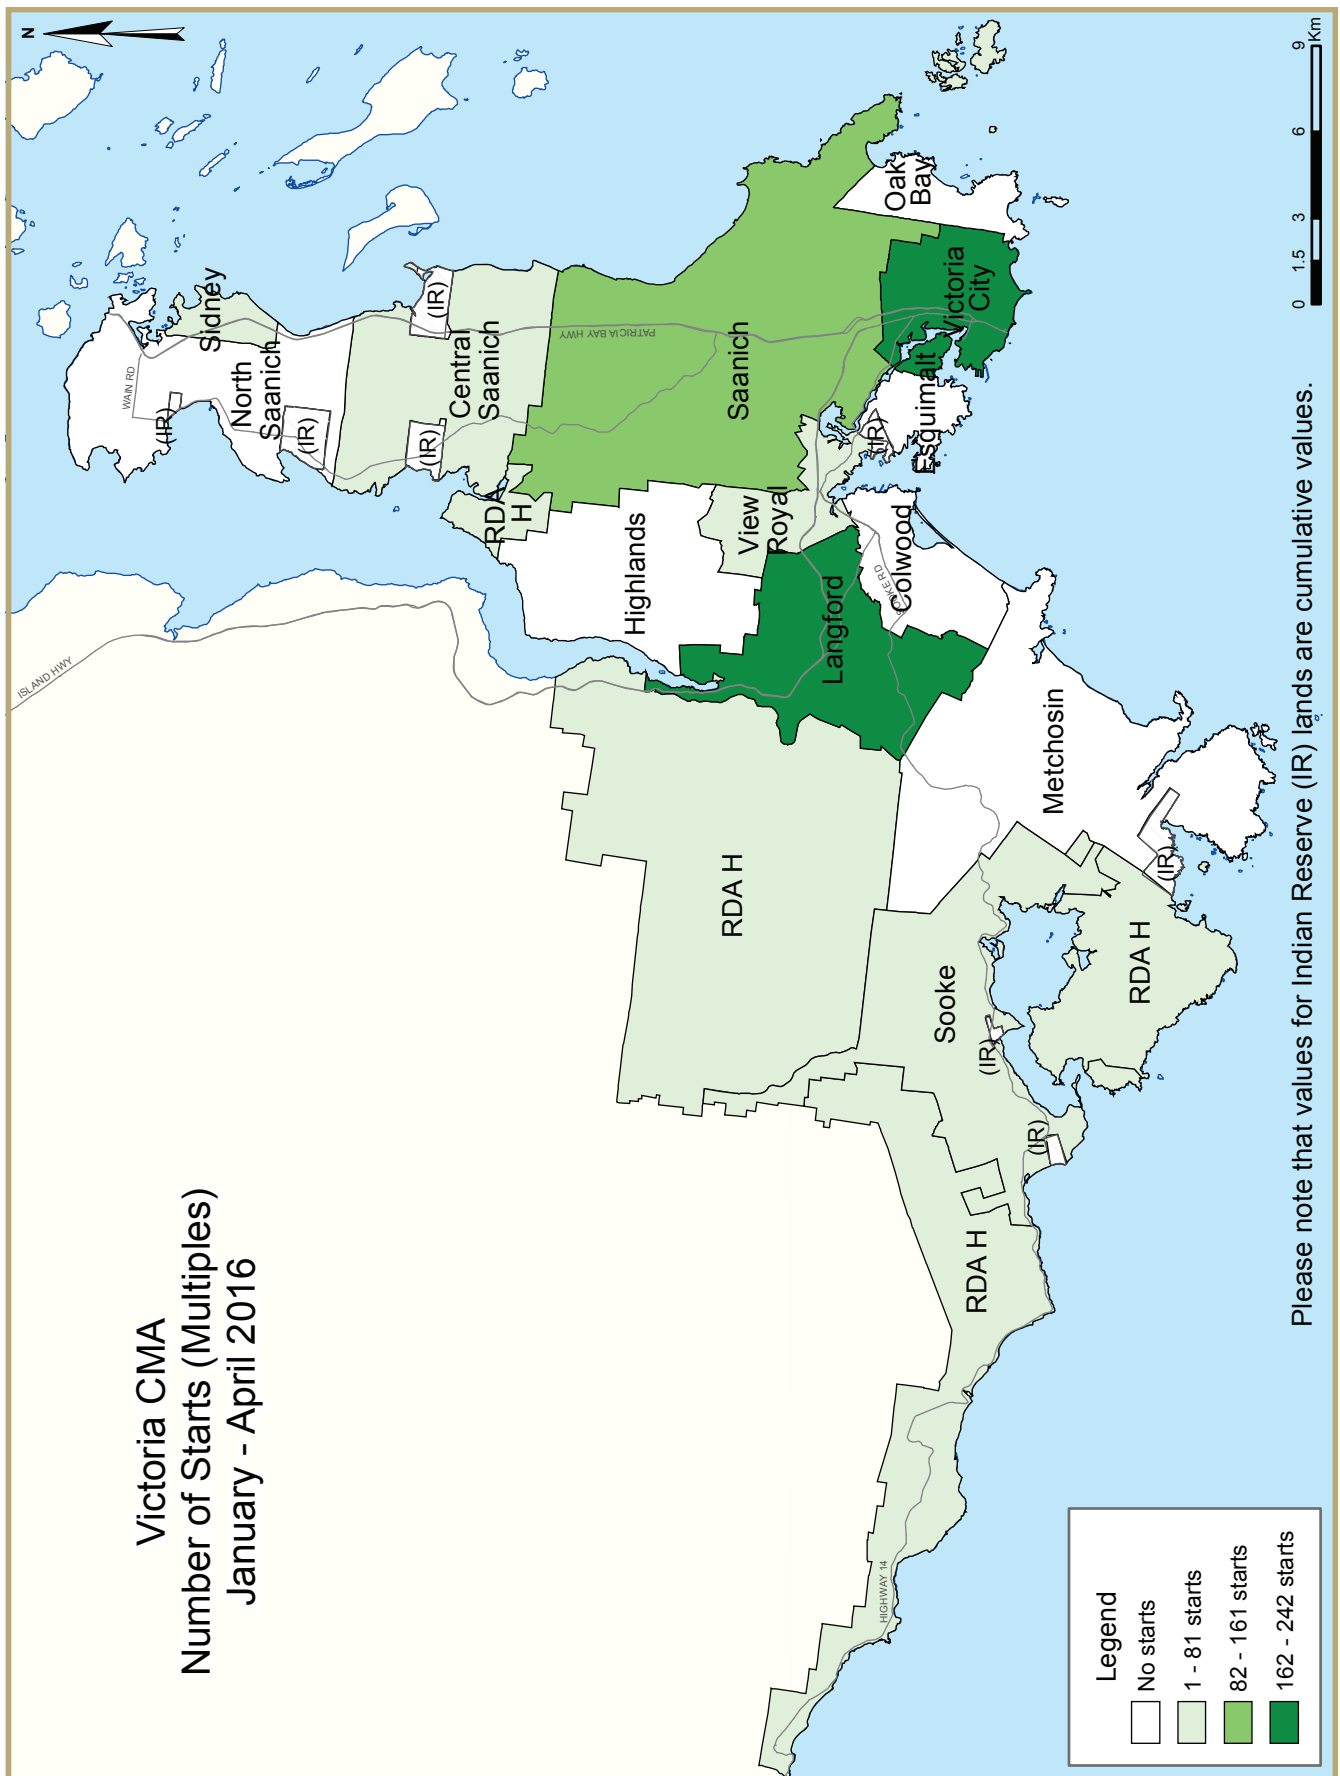 Victoria CMA
Number of Starts (Multiples)
January - April 2016
N
ISLAND HWY
WAIN RD
Sidney
(IR)
North
Saanich
(IR)
(IR)
Central
Saanich
(IR)
PATRICIA BAY HWY
RDA
H
Saanich
Highlands
View
Royal
Oak
Bay
Victoria
City
Esquimalt
(IR)
Langford
Colwood
SOOKE RD
RDA H
Metchosin
(IR)
Sooke
(IR)
RDA H
(IR)
RDA H
HIGHWAY 14
Legend
No starts
1 - 81 starts
82 - 161 starts
162 - 242 starts
0 1.5 3 6 9
Km
Please note that values for Indian Reserve (IR) lands are cumulative values.